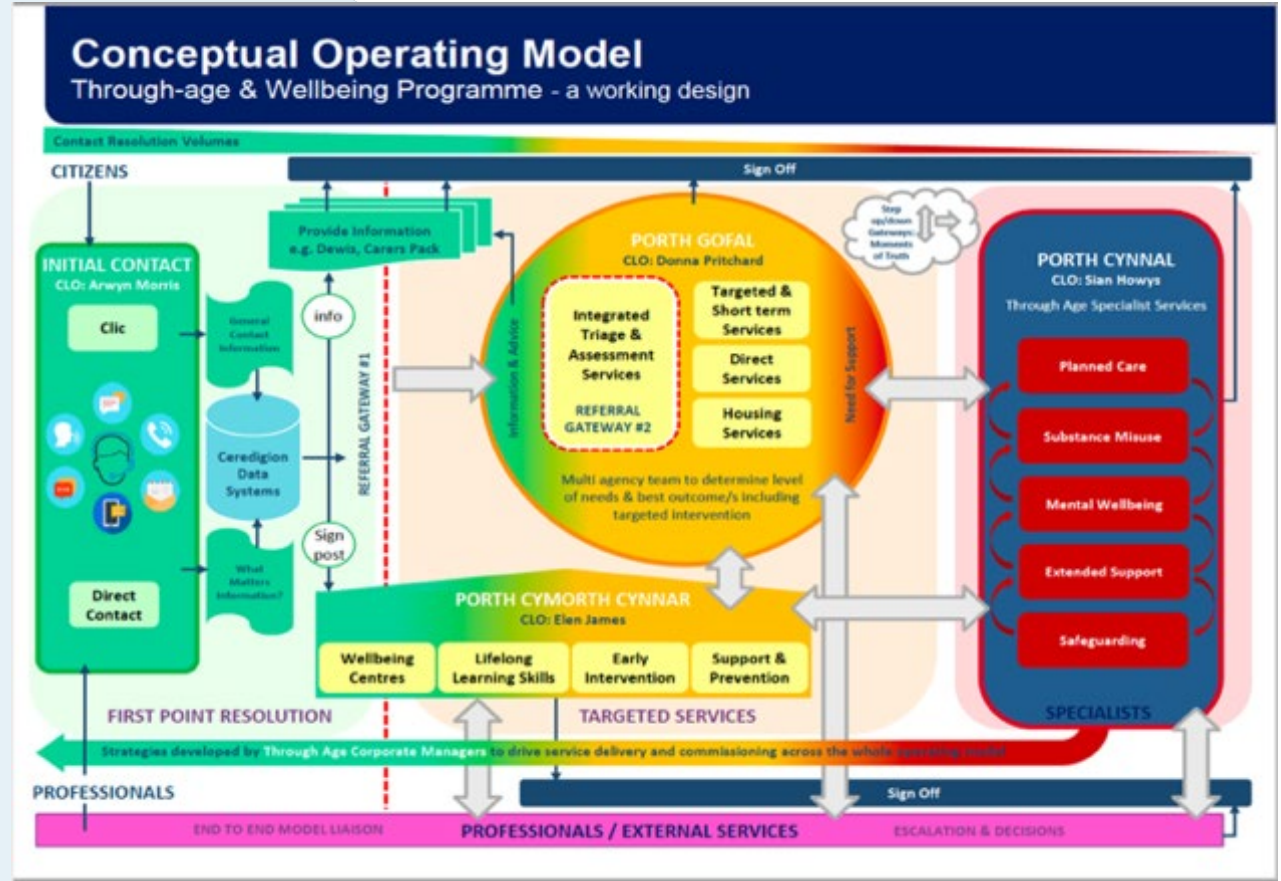 Conceptual Operating Model
Through-age & Wellbeing Programme - a working design
Contact Resolution Volumes
CITIZENS
Sign Off
INITIAL CONTACT
CLO: Arwyn Morris
Clic
Direct
Contact
General
Contact
Information
Ceredigion
Data
Systems
What
Matters
Information?
Provide Information
e.g. Dewis, Carers Pack
info
Sign
post
REFERRAL GATEWAY #1
FIRST POINT RESOLUTION
PORTH GOFAL
CLO: Donna Pritchard
Information & Advice
Integrated
Triage &
Assessment
Services
REFERRAL
GATEWAY #2
Targeted &
Short term
Services
Direct
Services
Housing
Services
Need for Support
Multi agency team to determine level
of needs & best outcome/s including
targeted intervention
Step
up/down
Gateways:
Moments
of Truth
PORTH CYMORTH CYNNAR
CLO: Elen James
Wellbeing
Centres
Lifelong
Learning Skills
Early
Intervention
Support &
Prevention
TARGETED SERVICES
PORTH CYNNAL
CLO: Sian Howys
Through Age Specialist Services
Planned Care
Substance Misuse
Mental Wellbeing
Extended Support
Safeguarding
SPECIALISTS
Strategies developed by Through Age Corporate Managers to drive service delivery and commissioning across the whole operating model
PROFESSIONALS
Sign Off
END TO END MODEL LIAISON
PROFESSIONALS / EXTERNAL SERVICES
ESCALATION & DECISIONS